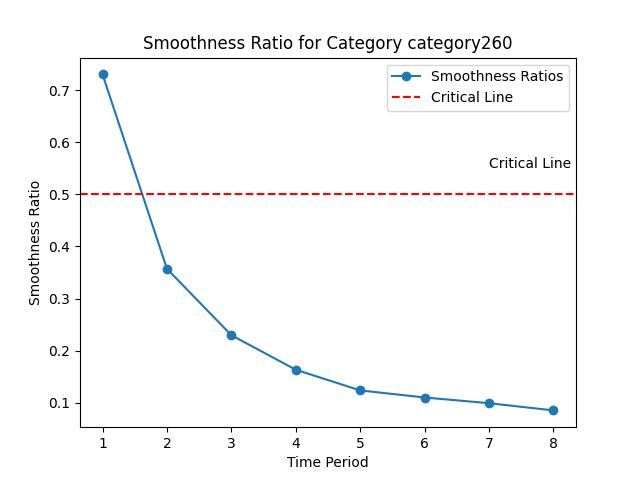 Smoothness Ratio for Category category260
Smoothness Ratios
Critical Line
Critical Line
Smoothness Ratio
0.7
0.6
0.5
0.4
0.3
0.2
0.1
1 2 3 4 5 6 7 8
Time Period